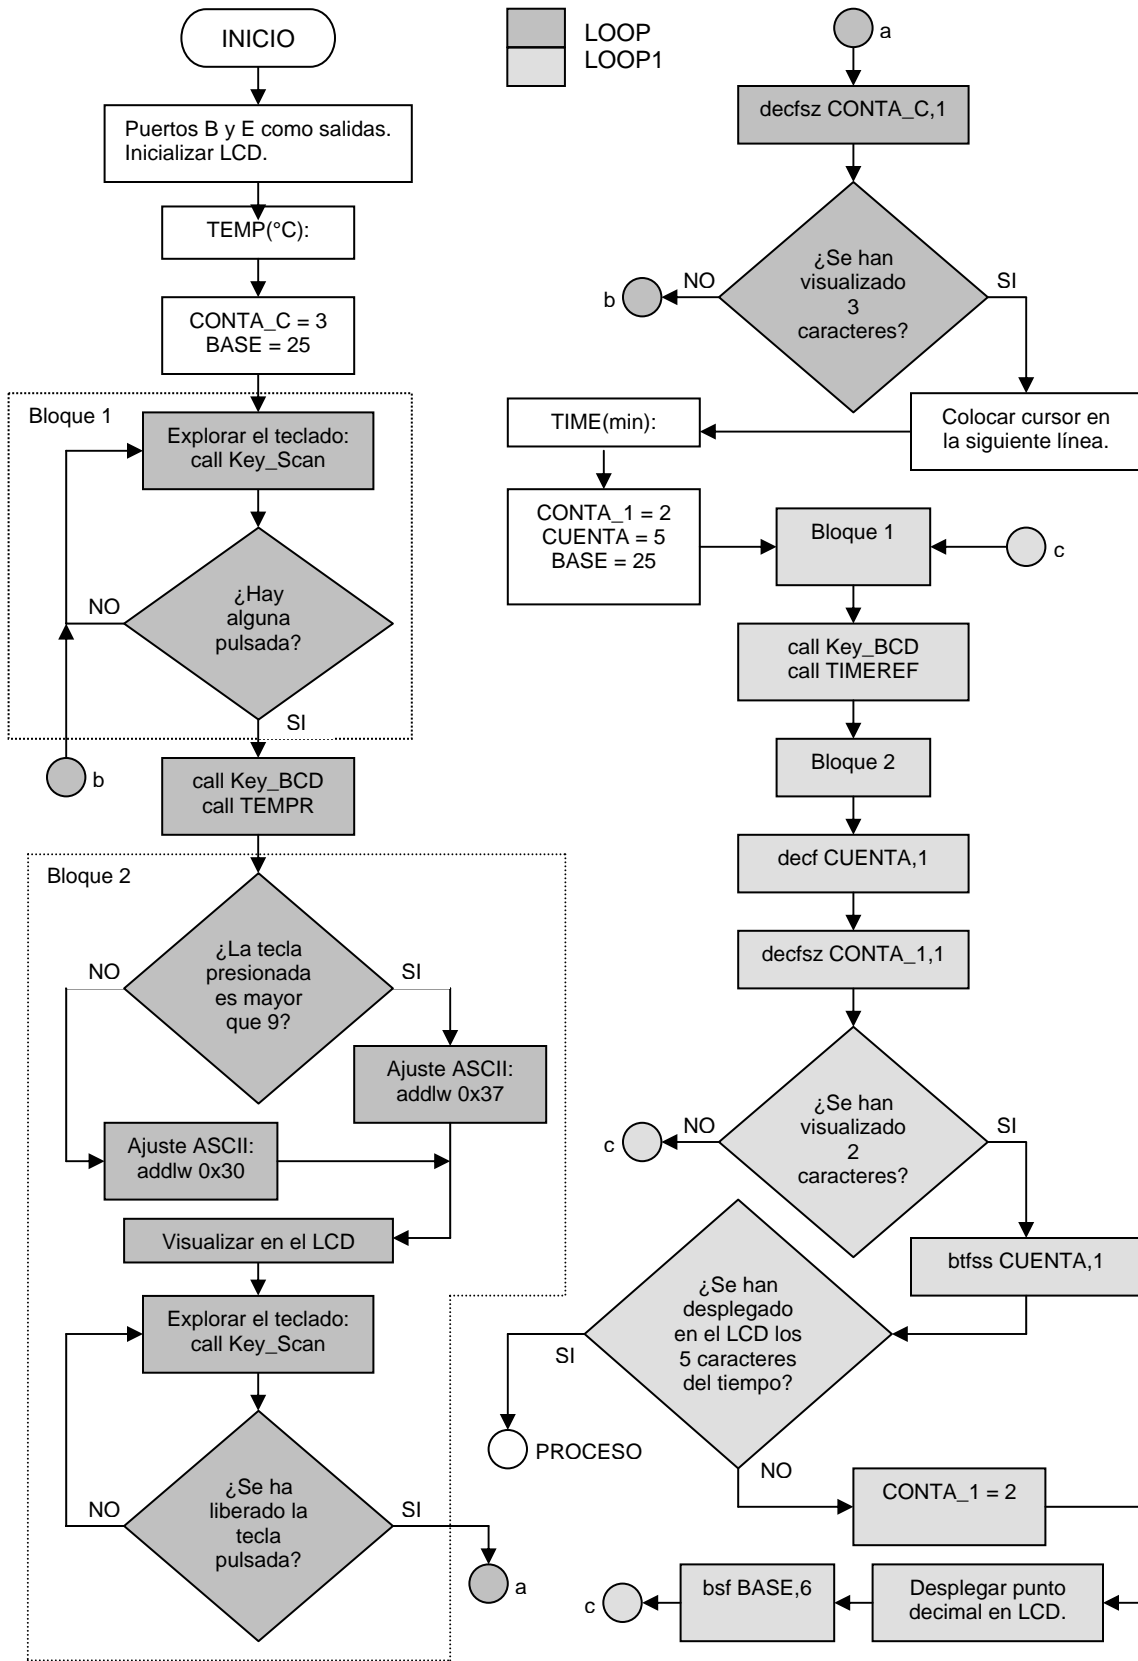 INICIO
Puertos B y E como salidas.
Inicializar LCD.
TEMP(°C):
CONTA_C = 3
BASE = 25
Bloque 1
Explorar el teclado:
call Key_Scan
¿Hay
alguna
pulsada?
NO
SI
b
call Key_BCD
call TEMPR
Bloque 2
¿La tecla
presionada
es mayor
que 9?
NO
SI
Ajuste ASCII:
addlw 0x37
Ajuste ASCII:
addlw 0x30
Visualizar en el LCD
Explorar el teclado:
call Key_Scan
¿Se ha
liberado la
tecla
pulsada?
NO
SI
a
LOOP
LOOP1
a
decfsz CONTA_C,1
¿Se han
visualizado
3
caracteres?
NO
SI
b
Colocar cursor en
la siguiente línea.
TIME(min):
CONTA_1 = 2
CUENTA = 5
BASE = 25
Bloque 1
c
call Key_BCD
call TIMEREF
Bloque 2
decf CUENTA,1
decfsz CONTA_1,1
¿Se han
visualizado
2
caracteres?
NO
SI
c
btfss CUENTA,1
¿Se han
desplegado
en el LCD los
5 caracteres
del tiempo?
SI
NO
PROCESO
CONTA_1 = 2
Desplegar punto
decimal en LCD.
bsf BASE,6
c